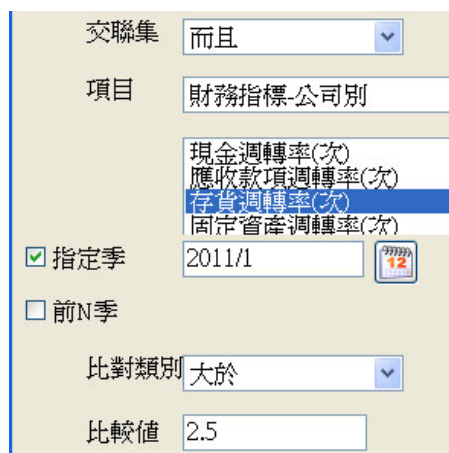 交聯集 而且
項目 財務指標-公司別
現金週轉率(次)
應收款項週轉率(次)
存貨週轉率(次)
固定資產週轉率(次)
指定季 2011/1 12
前N季
比對類別 大於
比較值 2.5